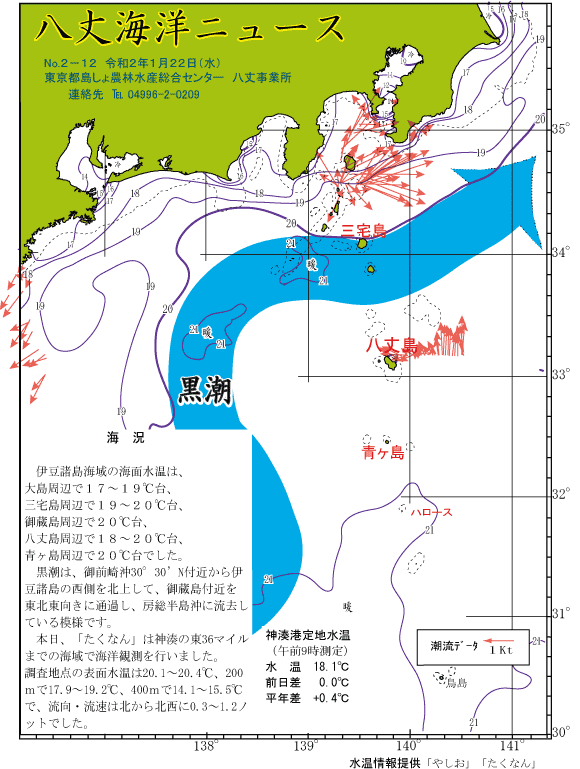 八丈海洋ニュース
No.2－12 令和2年1月22日(水)
東京都島しょ農林水産総合センター 八丈事業所
連絡先 ℡ 04996-2-0209
35°
34°
33°
32°
31°
30°
138°
139°
140°
141°
三宅島
八丈島
青ヶ島
ハロース
鳥島
黒潮
暖
暖
暖
海 況
伊豆諸島海域の海面水温は、
大島周辺で１７～１９℃台、
三宅島周辺で１９～２０℃台、
御蔵島周辺で２０℃台、
八丈島周辺で１８～２０℃台、
青ヶ島周辺で２０℃台でした。
黒潮は、御前崎沖30°30’N付近から伊
豆諸島の西側を北上して、御蔵島付近を
東北東向きに通過し、房総半島沖に流去し
ている模様です。
本日、「たくなん」は神湊の東36マイル
までの海域で海洋観測を行いました。
調査地点の表面水温は20.1～20.4℃、200
ｍで17.9～19.2℃、400ｍで14.1～15.5℃
で、流向・流速は北から北西に0.3～1.2ノ
ットでした。
神湊港定地水温
（午前9時測定）
水 温 18.1℃
前日差 0.0℃
平年差 +0.4℃
潮流データ 1 Kt
水温情報提供「やしお」「たくなん」